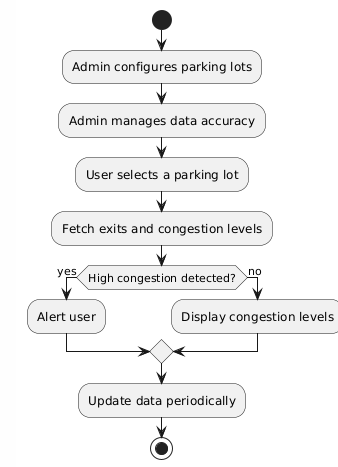 Admin configures parking lots
Admin manages data accuracy
User selects a parking lot
Fetch exits and congestion levels
High congestion detected?
yes
no
Alert user
Display congestion levels
Update data periodically